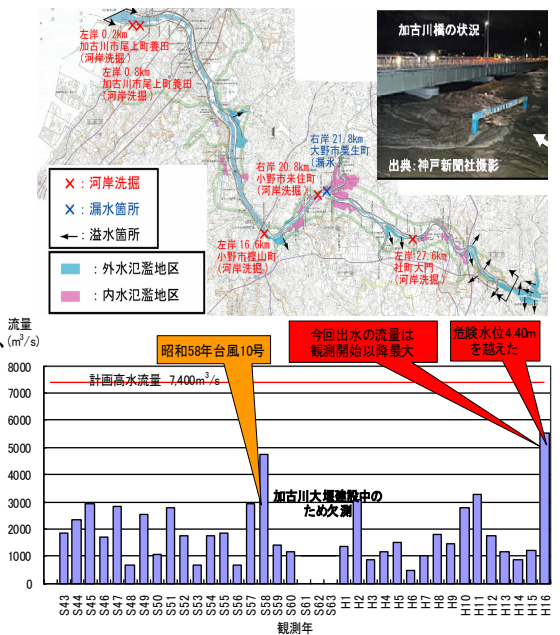 加古川橋の状況
出典：神戸新聞社撮影
左岸 0.2km
加古川市尾上町養田
(河岸洗掘)
左岸 0.8km
加古川市尾上町養田
(河岸洗掘)
右岸 21.8km
大野市粟生町
(漏水)
右岸 20.8km
小野市来住町
(河岸洗掘)
左岸 16.6km
小野市樫山町
(河岸洗掘)
左岸 27.6km
社町大門
(河岸洗掘)
×：河岸洗掘
×：漏水箇所
←：溢水箇所
：外水氾濫地区
：内水氾濫地区
流量
(m³/s)
昭和58年台風10号
今回出水の流量は
観測開始以降最大
危険水位4.40m
を越えた
計画高水流量 7,400m³/s
加古川大堰建設中の
ため欠測
8000
7000
6000
5000
4000
3000
2000
1000
0
S43 S44 S45 S46 S47 S48 S49 S50 S51 S52 S53 S54 S55 S56 S57 S58 S59 S60 S61 S62 S63 H1 H2 H3 H4 H5 H6 H7 H8 H9 H10 H11 H12 H13 H14 H15 H16
観測年